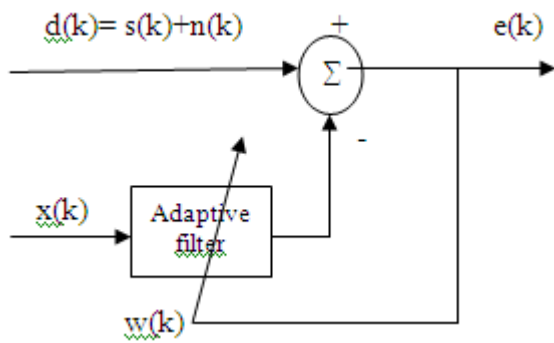 d(k)= s(k)+n(k)
+
e(k)
Σ
-
x(k)
Adaptive
filter
w(k)